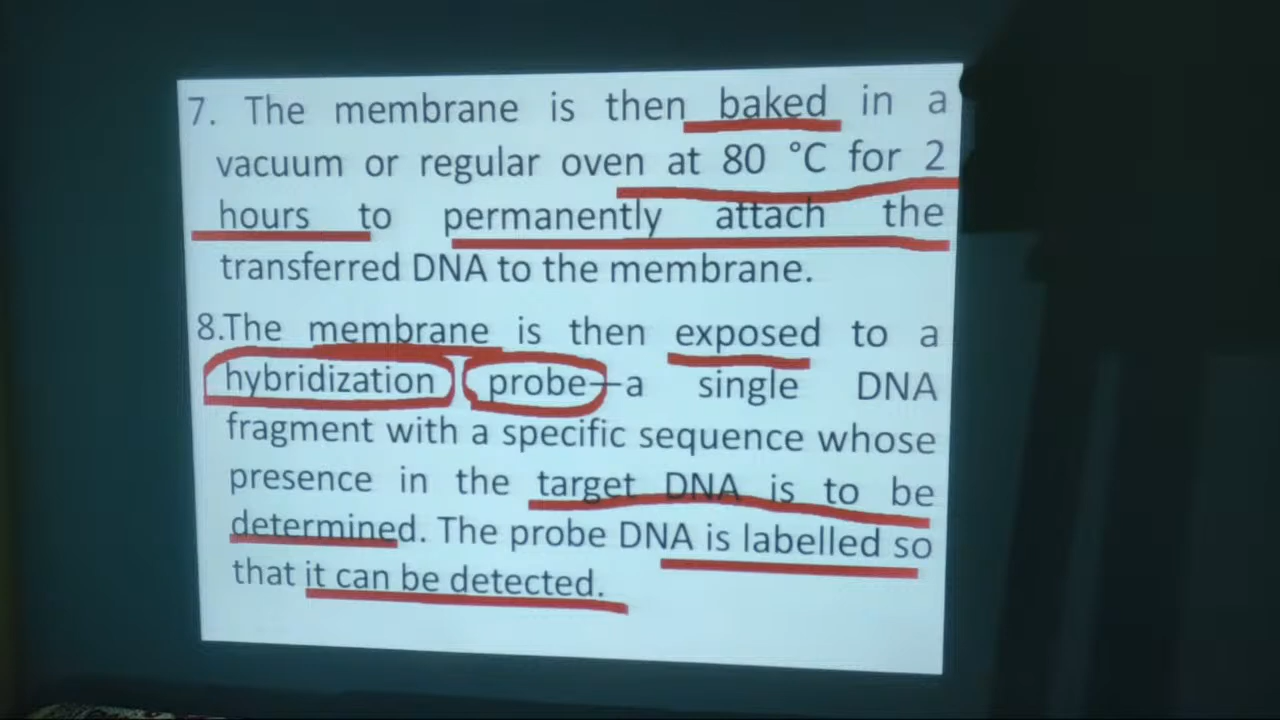 7. The membrane is then baked in a
vacuum or regular oven at 80 °C for 2
hours to permanently attach the
transferred DNA to the membrane.
8.The membrane is then exposed to a
hybridization probe—a single DNA
fragment with a specific sequence whose
presence in the target DNA is to be
determined. The probe DNA is labelled so
that it can be detected.